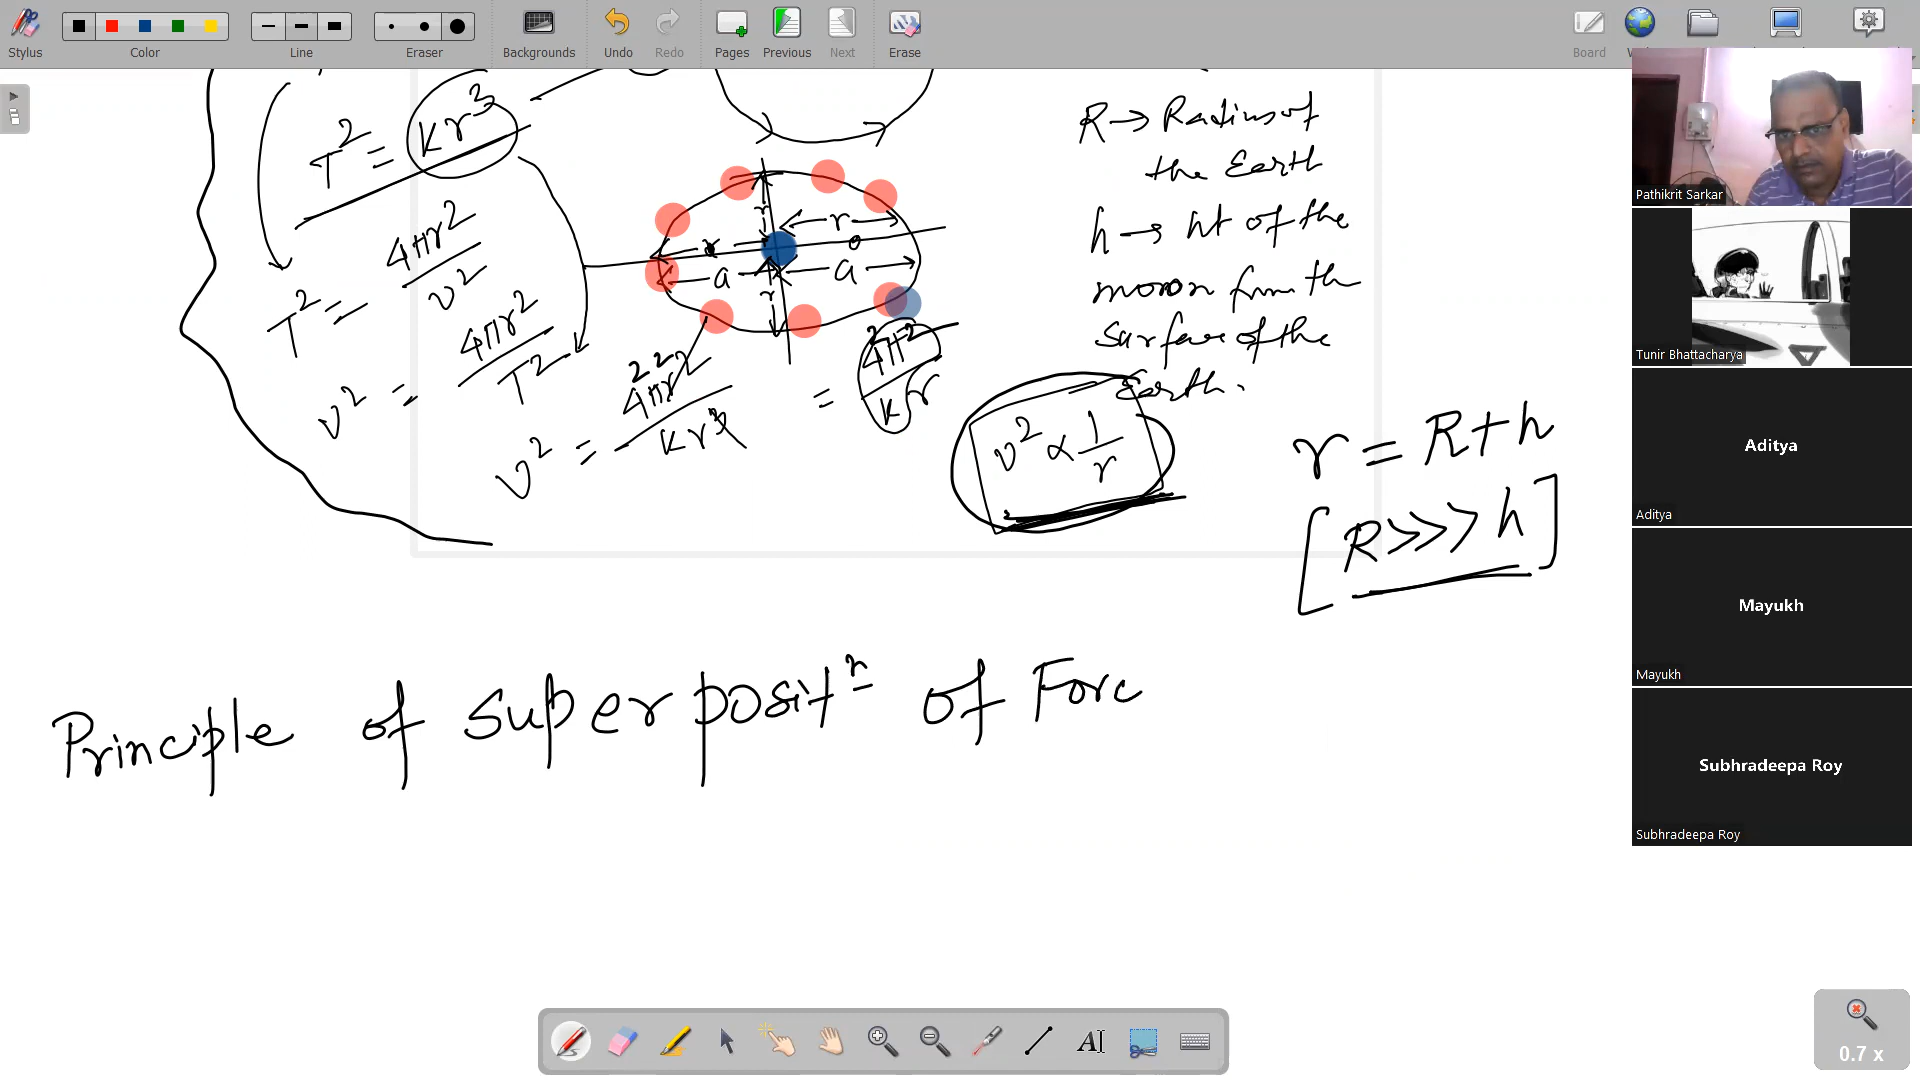 Stylus
Color
Line
Eraser
Backgrounds
Undo
Redo
Pages
Previous
Next
Erase
Board
T² = Kr³
T² = 4πr² / v²
v² = 4πr² / T²
v² = 4π²r² / Kr³
= 4π² / Kr
v² ∝ 1/r
r
r
r
r
a
a
R → Radius of
the Earth
h → ht of the
moon from the
surface of the
Earth.
r = R+h
[R >>> h]
Principle of superpositⁿ of Forc
Pathikrit Sarkar
Tunir Bhattacharya
Aditya
Aditya
Mayukh
Mayukh
Subhradeepa Roy
Subhradeepa Roy
AI
0.7 x